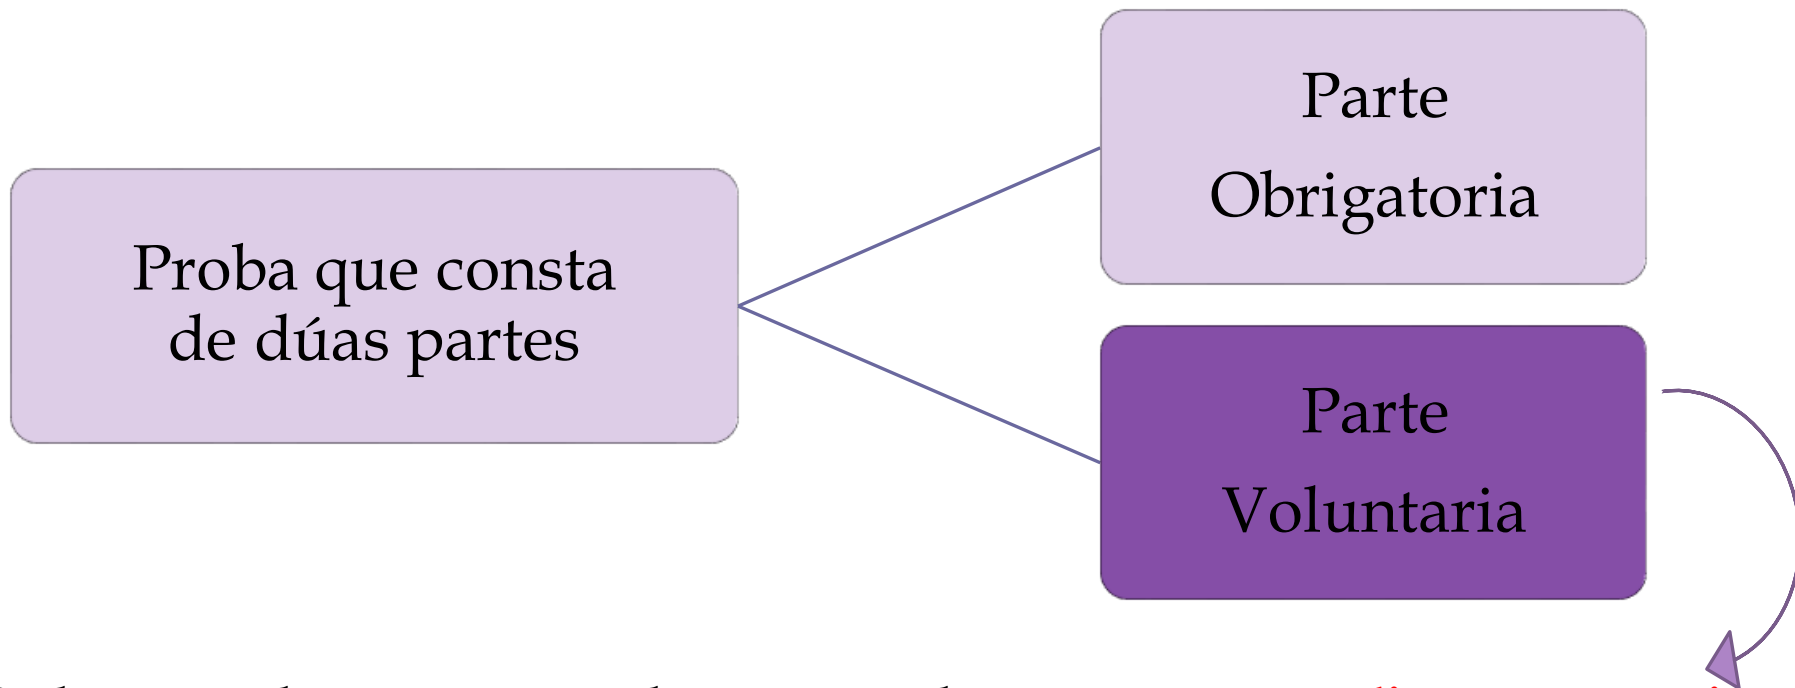 Proba que consta
de dúas partes
Parte
Obrigatoria
Parte
Voluntaria